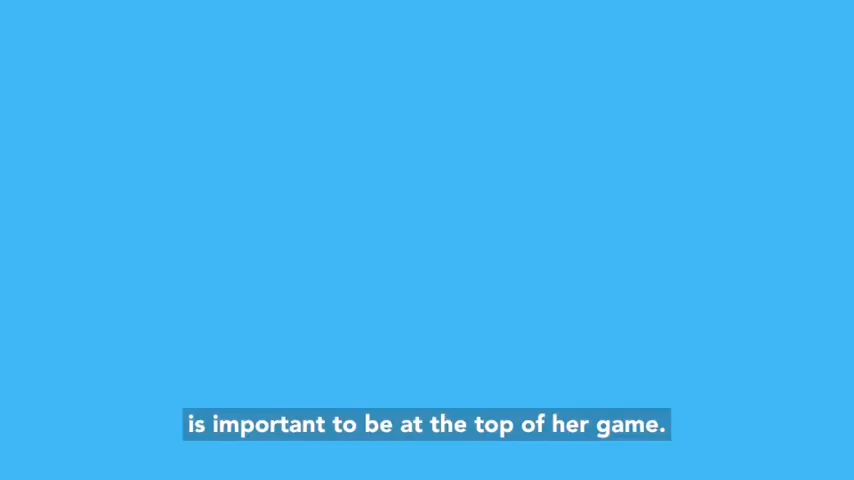 is important to be at the top of her game.